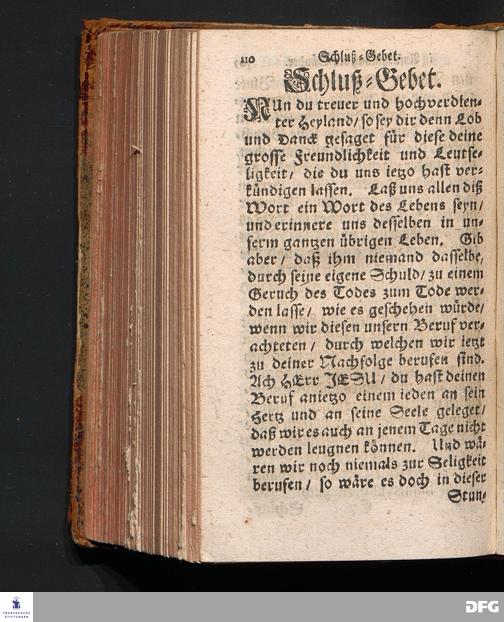 110 Schluß-Gebet.
Schluß-Gebet.
NUn du treuer und hochverdien-
ter Heyland/ so sey dir denn Lob
und Danck gesaget für diese deine
grosse Freundlichkeit und Leutse-
ligkeit/ die du uns ietzo hast ver-
kündigen lassen. Laß uns allen diß
Wort ein Wort des Lebens seyn/
und erinnere uns desselben in un-
serm gantzen übrigen Leben. Gib
aber/ daß ihm niemand dasselbe,
durch seine eigene Schuld/ zu einem
Geruch des Todes zum Tode wer-
den lasse/ wie es geschehen würde/
wenn wir diesen unsern Beruf ver-
achteten/ durch welchen wir ietzt
zu deiner Nachfolge berufen sind.
Ach HErr JESU/ du hast deinen
Beruf anietzo einem ieden an sein
Hertz und an seine Seele geleget/
daß wir es auch an jenem Tage nicht
werden leugnen können. Und wä-
ren wir noch niemals zur Seligkeit
berufen/ so wäre es doch in dieser
Stun-
FRANCKESCHE
STIFTUNGEN
DFG